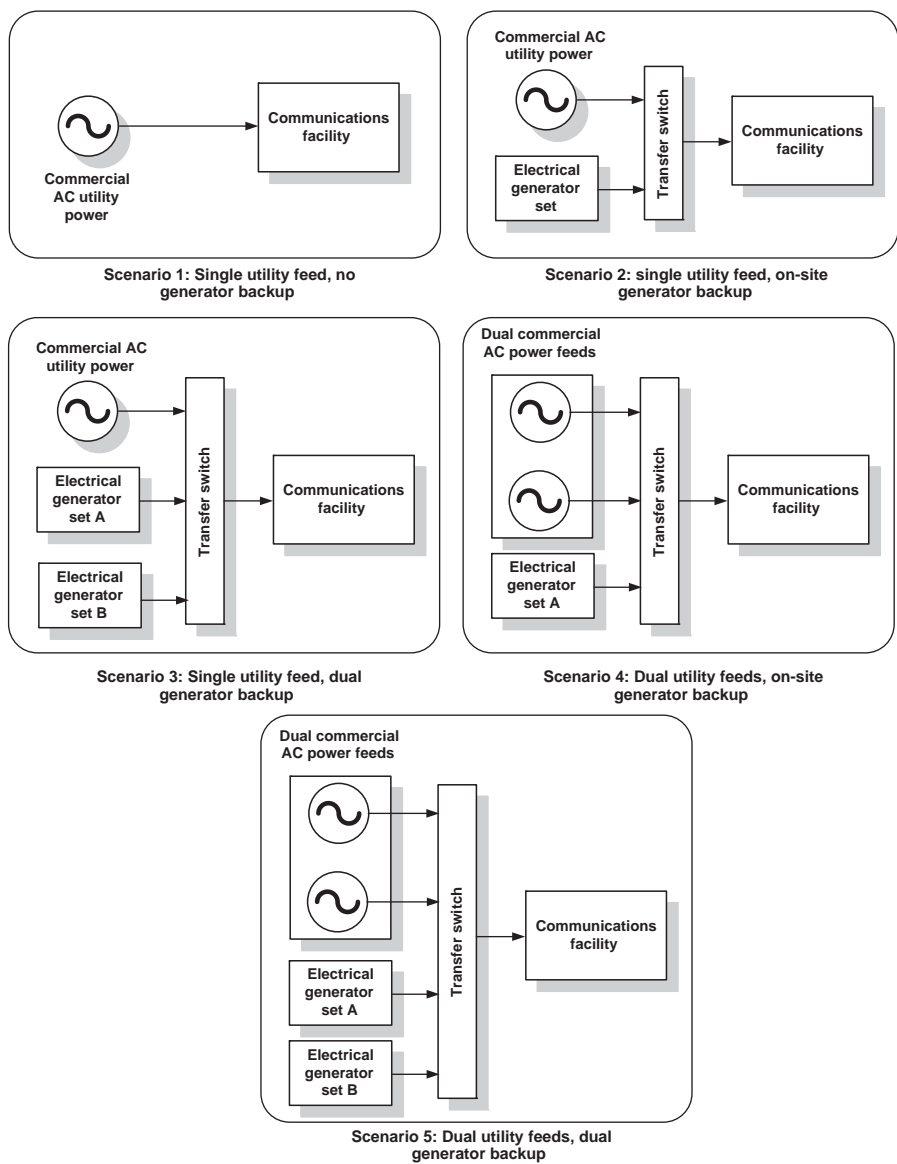 Commercial
AC utility
power
Communications
facility
Scenario 1: Single utility feed, no
generator backup
Commercial AC
utility power
Electrical
generator
set
Transfer switch
Communications
facility
Scenario 2: single utility feed, on-site
generator backup
Commercial AC
utility power
Electrical
generator
set A
Electrical
generator
set B
Transfer switch
Communications
facility
Scenario 3: Single utility feed, dual
generator backup
Dual commercial
AC power feeds
Electrical
generator
set A
Transfer switch
Communications
facility
Scenario 4: Dual utility feeds, on-site
generator backup
Dual commercial
AC power feeds
Electrical
generator
set A
Electrical
generator
set B
Transfer switch
Communications
facility
Scenario 5: Dual utility feeds, dual
generator backup